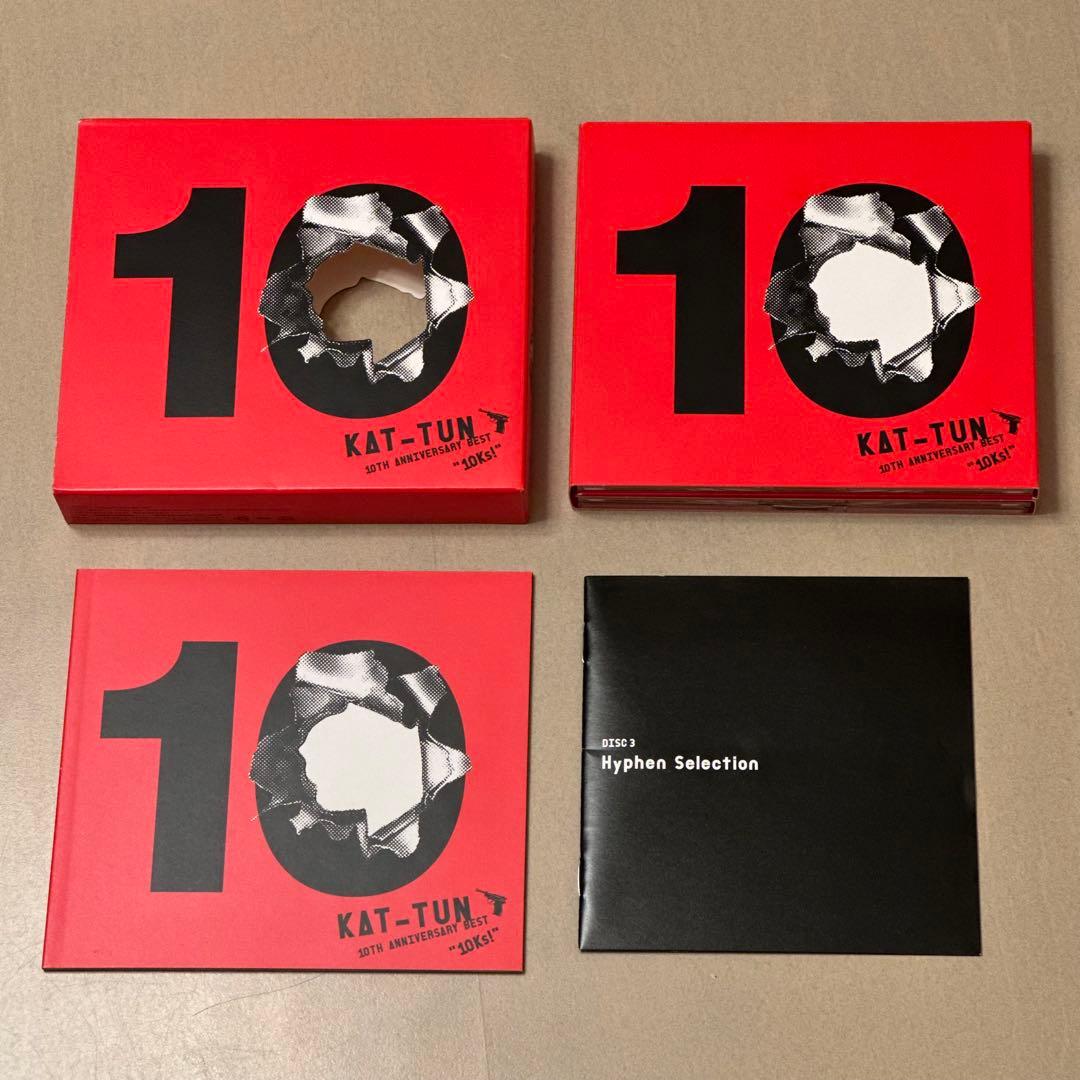 10
KAT-TUN
10TH ANNIVERSARY BEST
"10Ks!"
10
KAT-TUN
10TH ANNIVERSARY BEST
"10Ks!"
10
KAT-TUN
10TH ANNIVERSARY BEST
"10Ks!"
DISC 3
Hyphen Selection